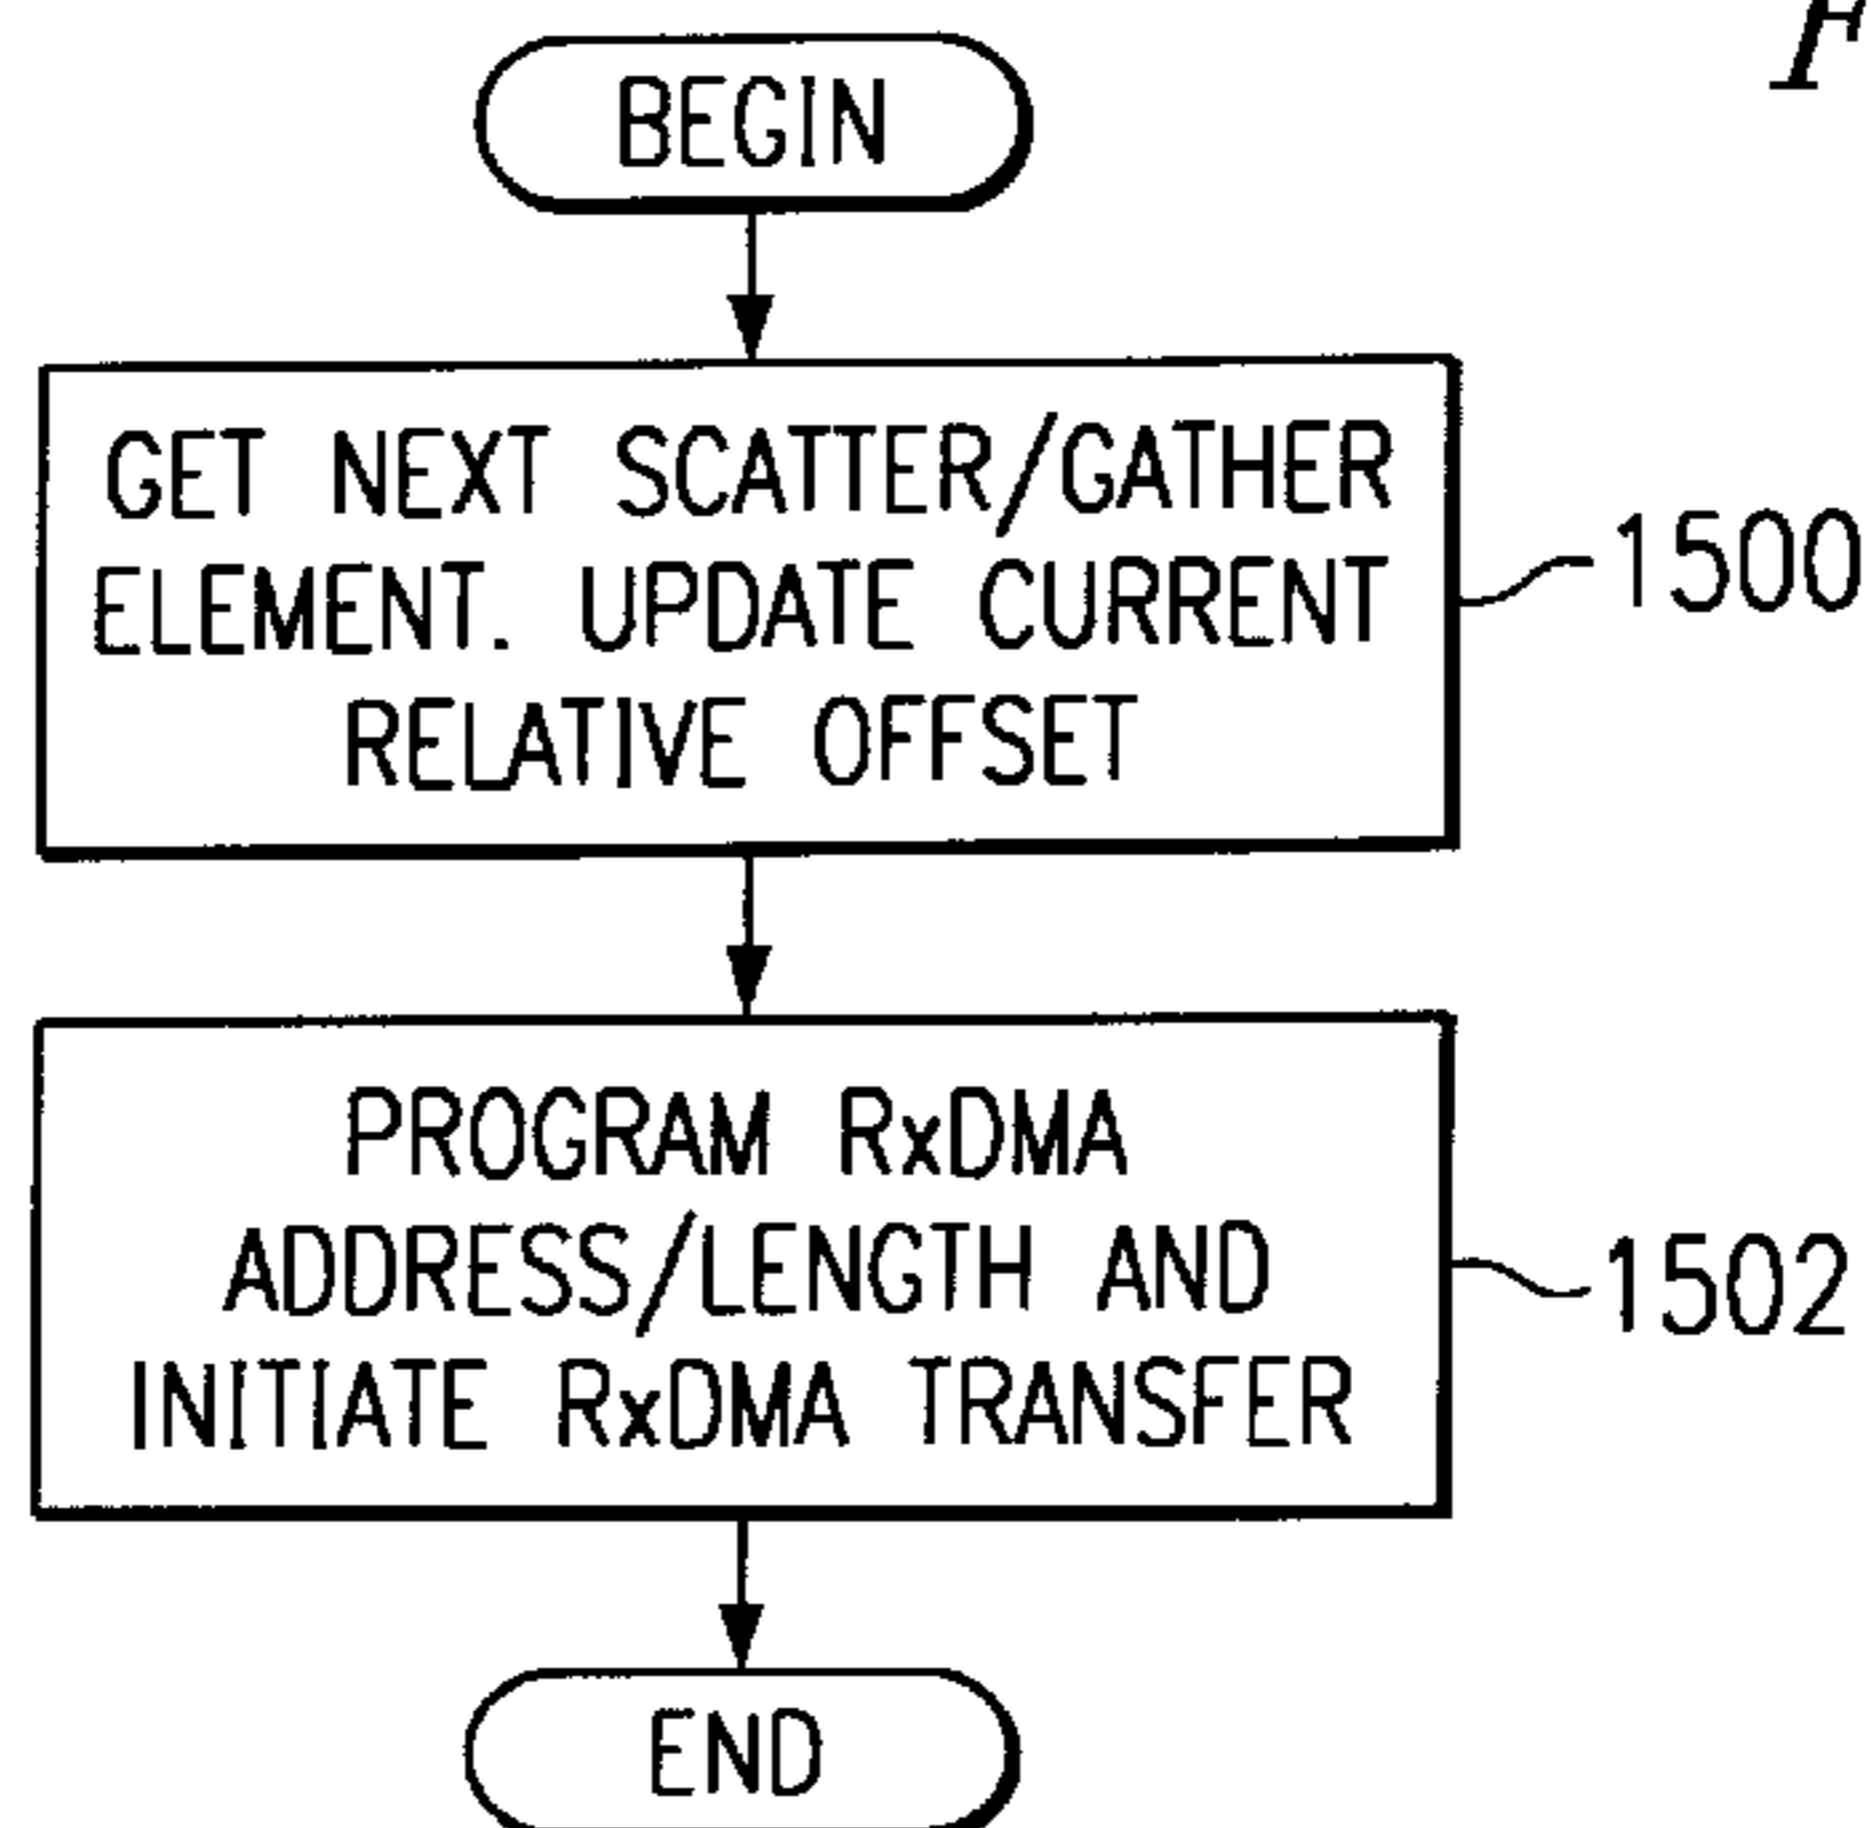 BEGIN
GET NEXT SCATTER/GATHER
ELEMENT. UPDATE CURRENT
RELATIVE OFFSET
1500
PROGRAM RxDMA
ADDRESS/LENGTH AND
INITIATE RxDMA TRANSFER
1502
END